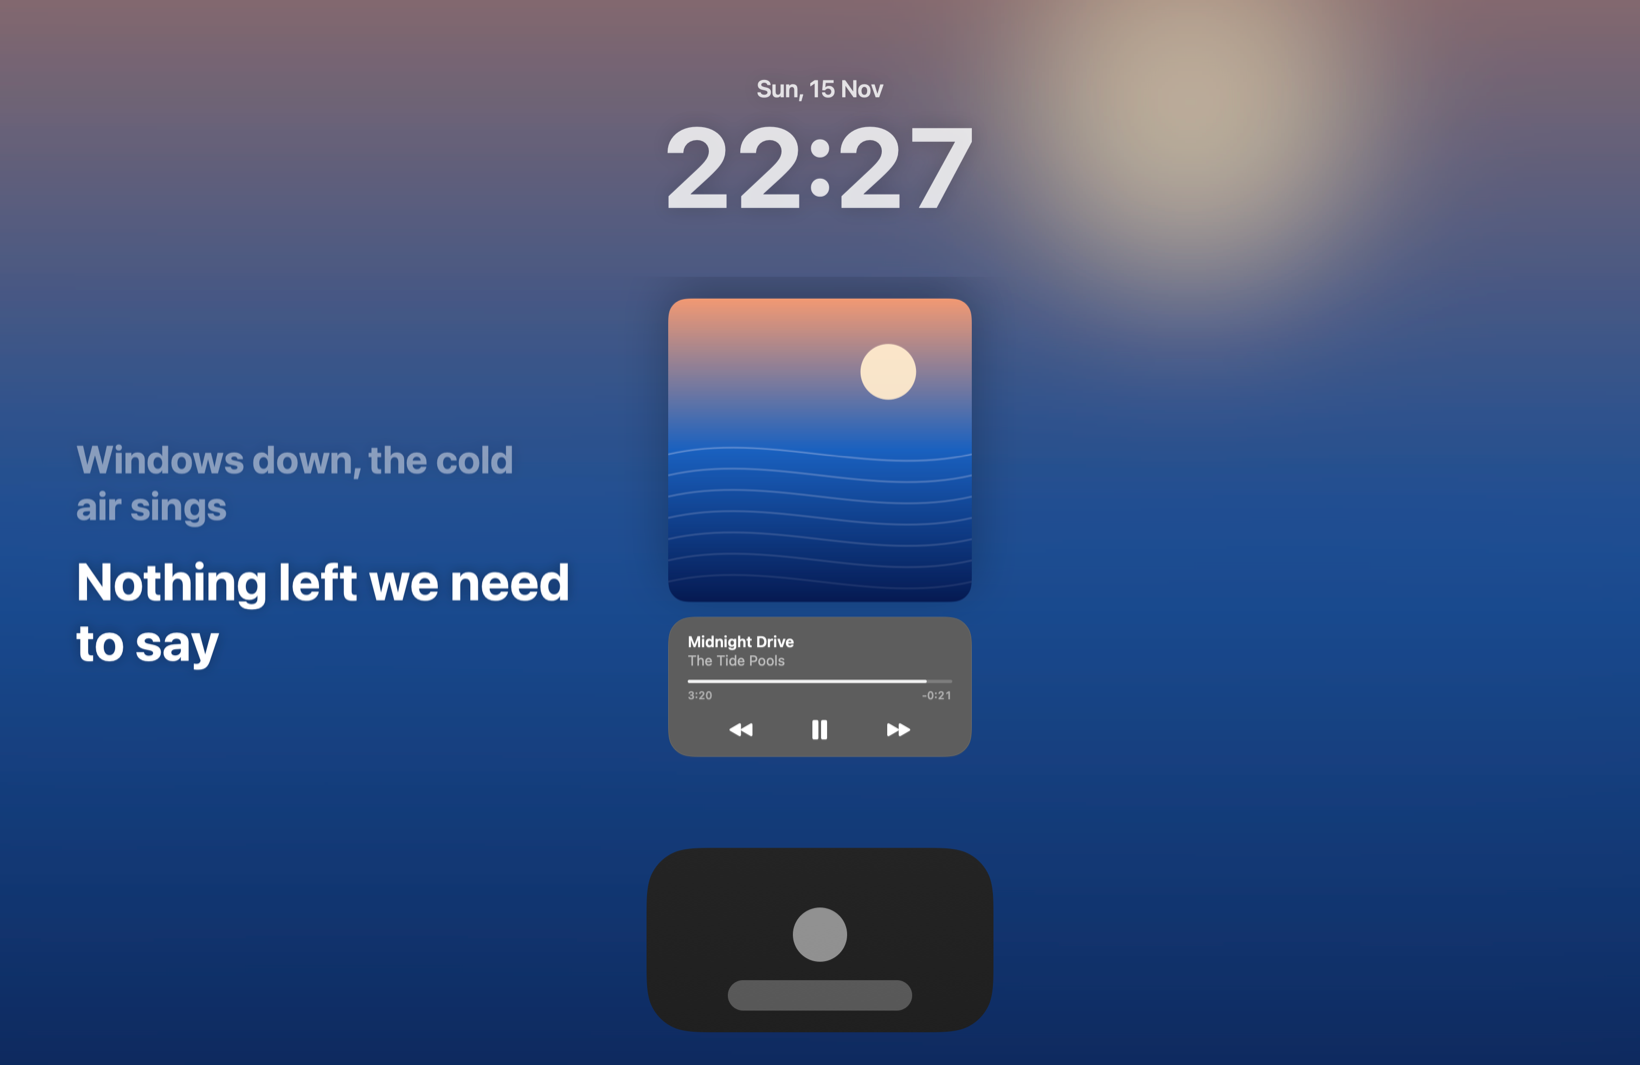 Sun, 15 Nov
22:27
Windows down, the cold
air sings
Nothing left we need
to say
Midnight Drive
The Tide Pools
3:20
-0:21